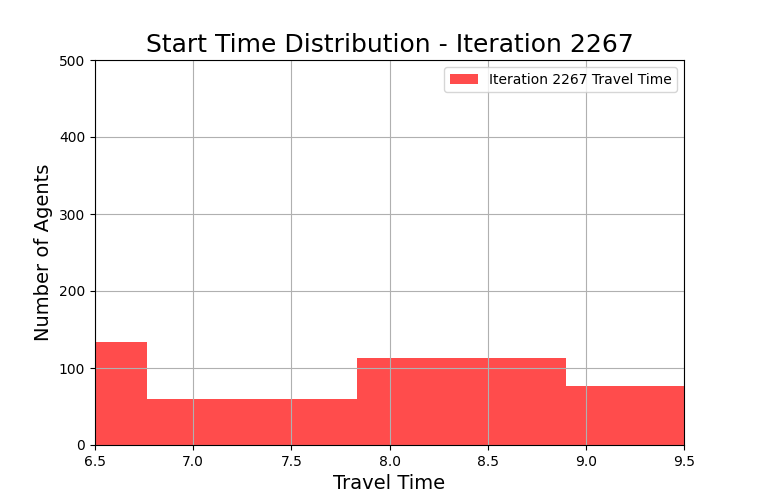 Start Time Distribution - Iteration 2267
500
400
300
200
100
0
Number of Agents
Iteration 2267 Travel Time
6.5 7.0 7.5 8.0 8.5 9.0 9.5
Travel Time